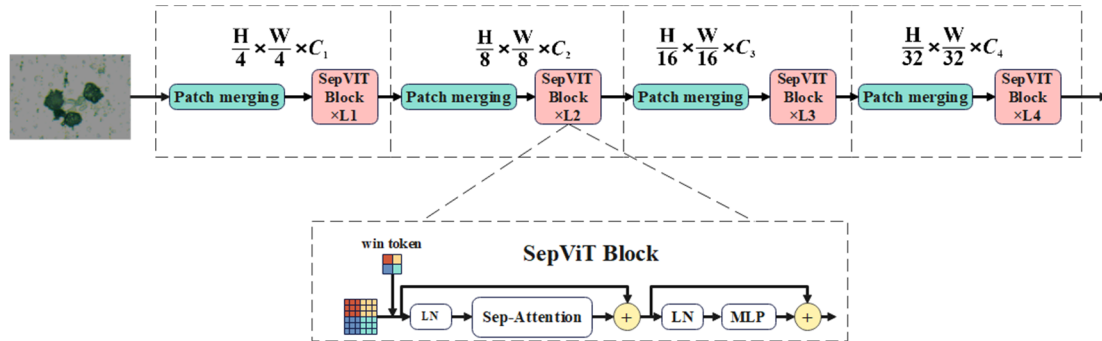 H/4 × W/4 × C₁
H/8 × W/8 × C₂
H/16 × W/16 × C₃
H/32 × W/32 × C₄
Patch merging
SepVIT
Block
×L1
Patch merging
SepVIT
Block
×L2
Patch merging
SepVIT
Block
×L3
Patch merging
SepVIT
Block
×L4
win token
SepViT Block
LN
Sep-Attention
+
LN
MLP
+